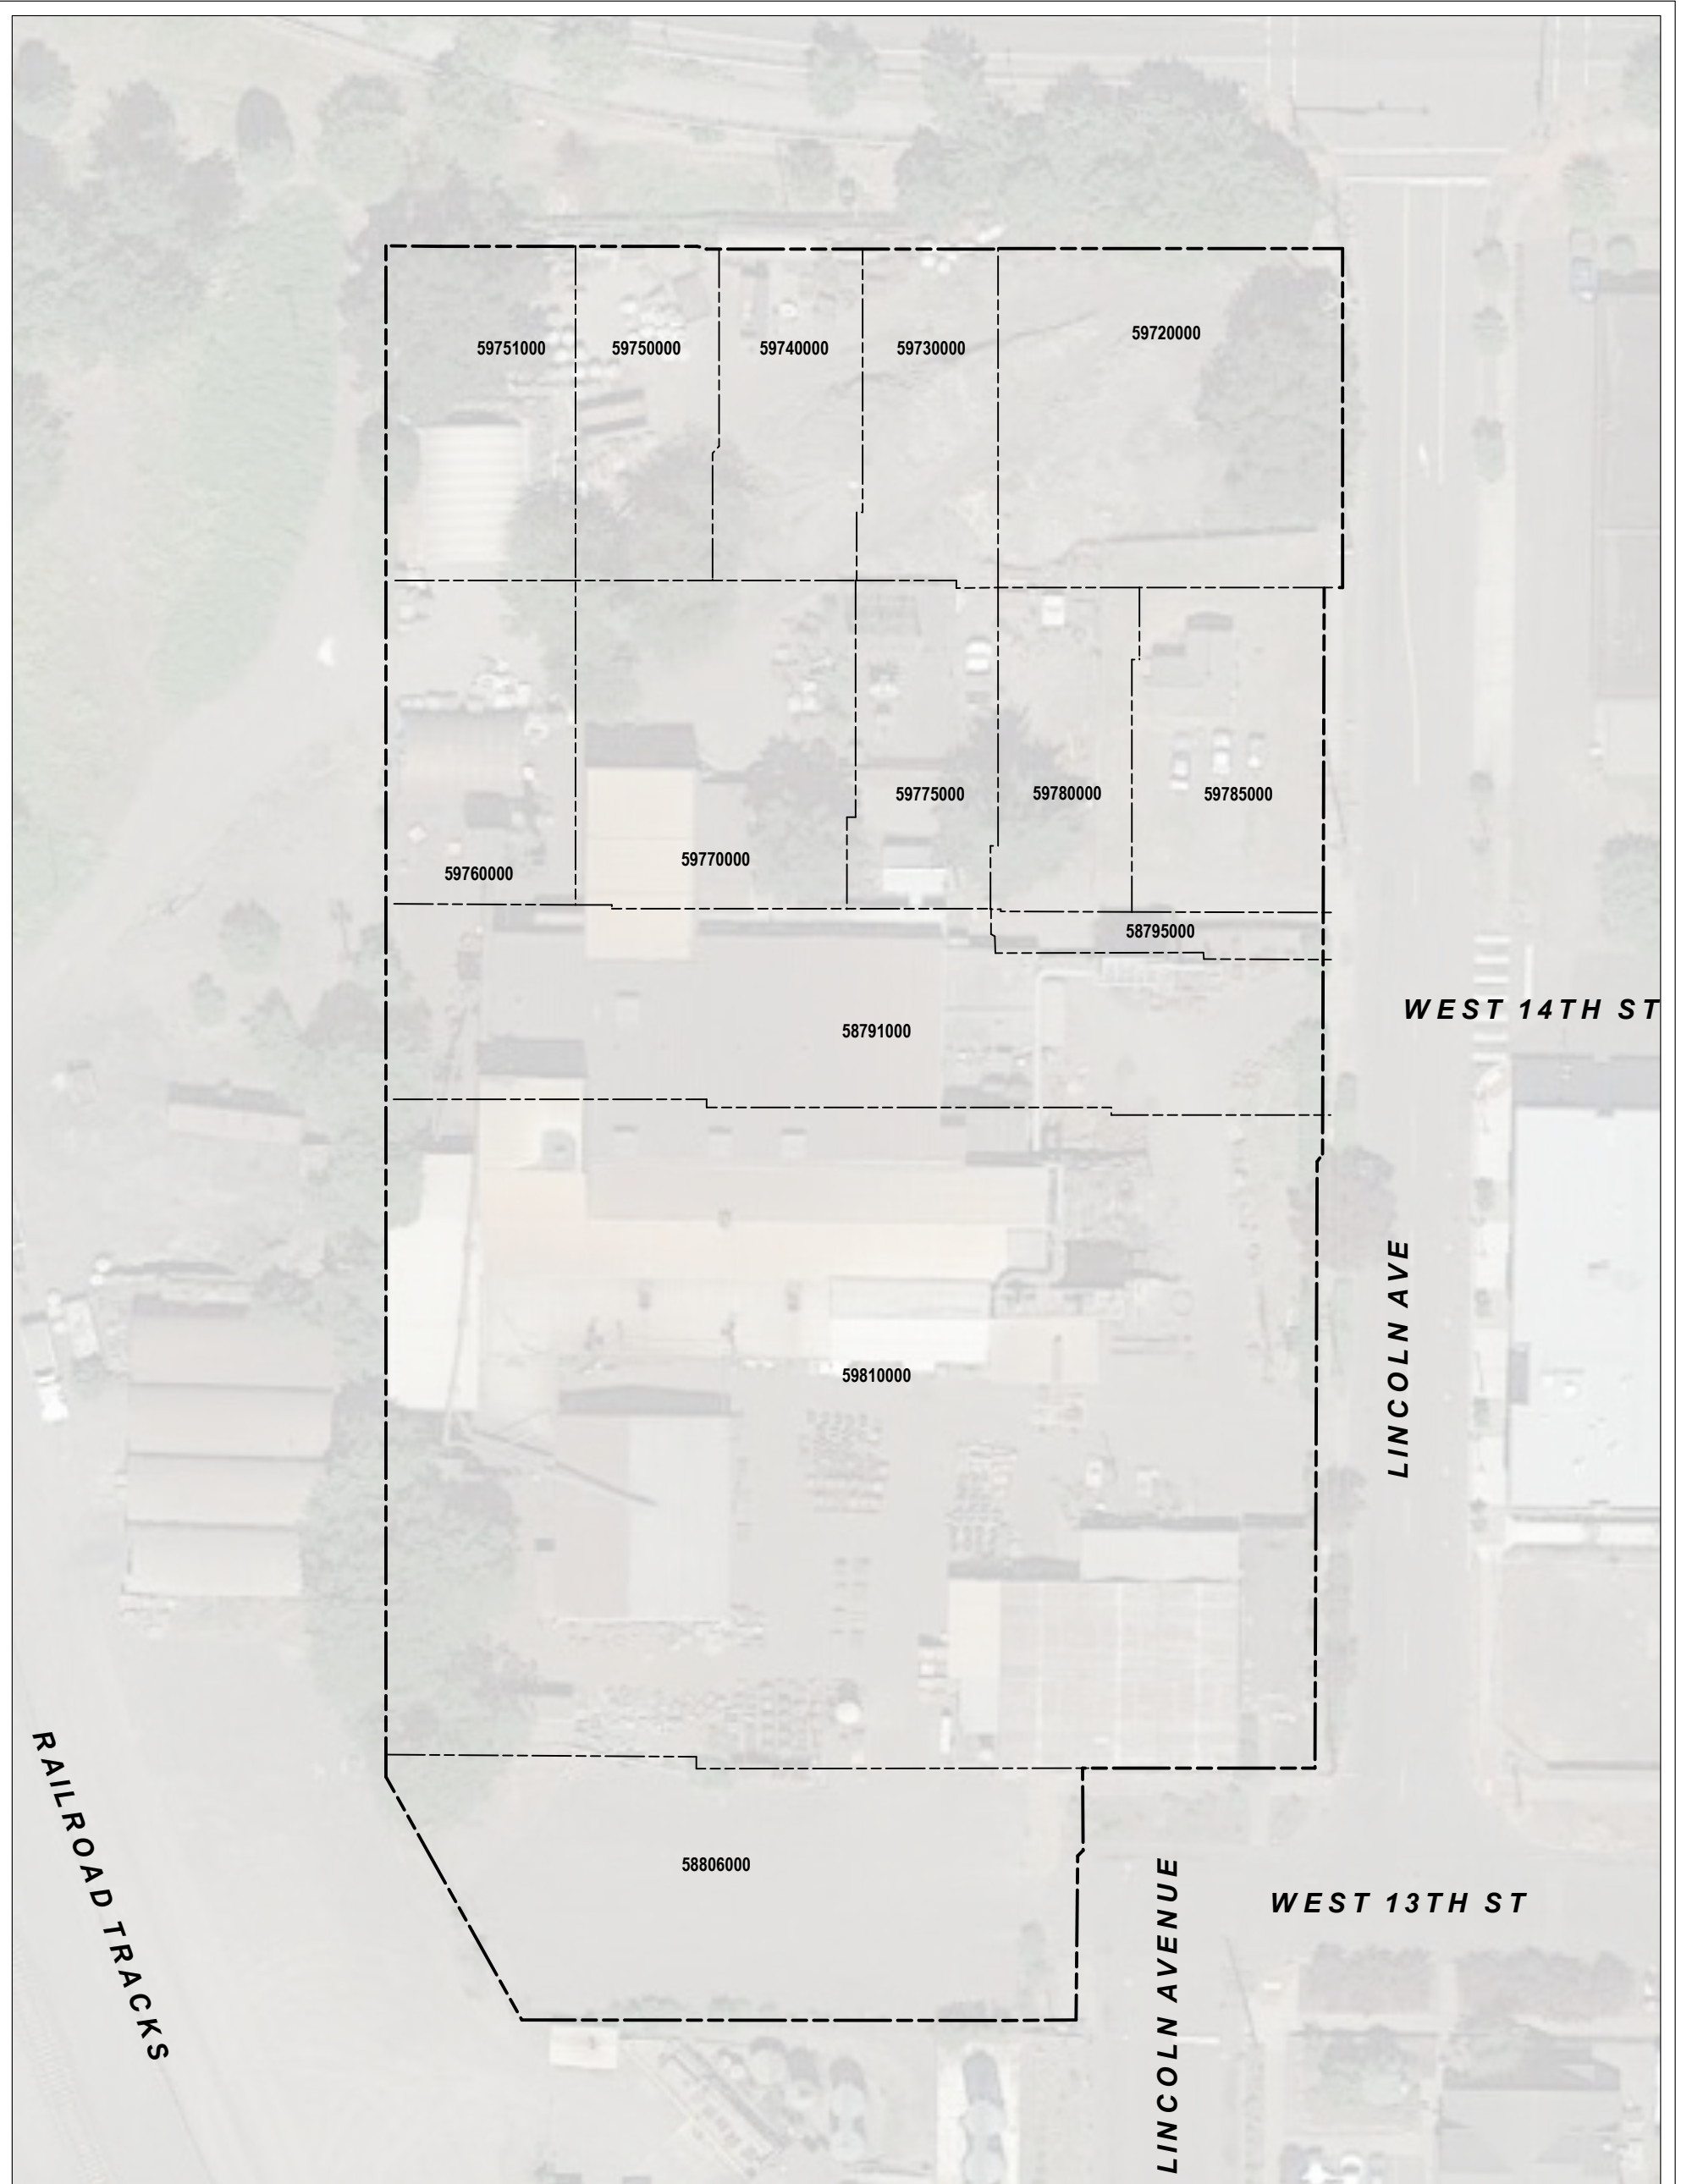 59720000
59751000
59750000
59740000
59730000
59775000
59780000
59785000
59770000
59760000
58795000
WEST 14TH ST
58791000
LINCOLN AVE
59810000
RAILROAD TRACKS
58806000
LINCOLN AVENUE
WEST 13TH ST